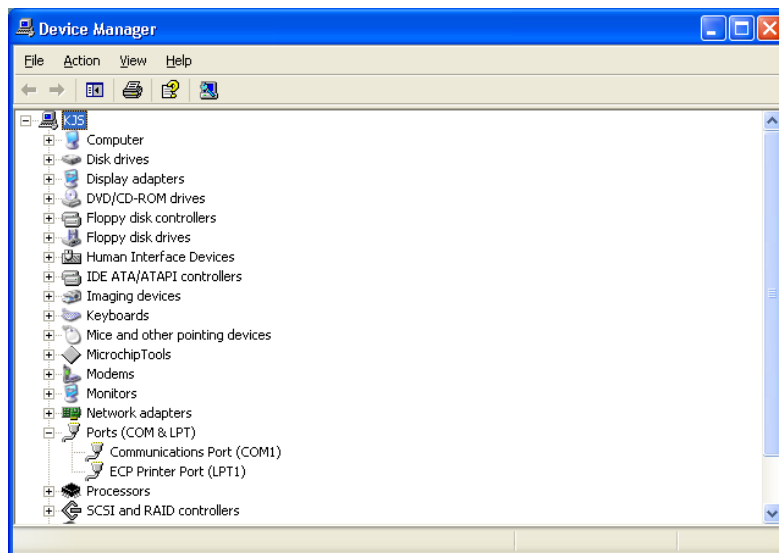 Device Manager
File Action View Help
KJS
Computer
Disk drives
Display adapters
DVD/CD-ROM drives
Floppy disk controllers
Floppy disk drives
Human Interface Devices
IDE ATA/ATAPI controllers
Imaging devices
Keyboards
Mice and other pointing devices
MicrochipTools
Modems
Monitors
Network adapters
Ports (COM & LPT)
Communications Port (COM1)
ECP Printer Port (LPT1)
Processors
SCSI and RAID controllers